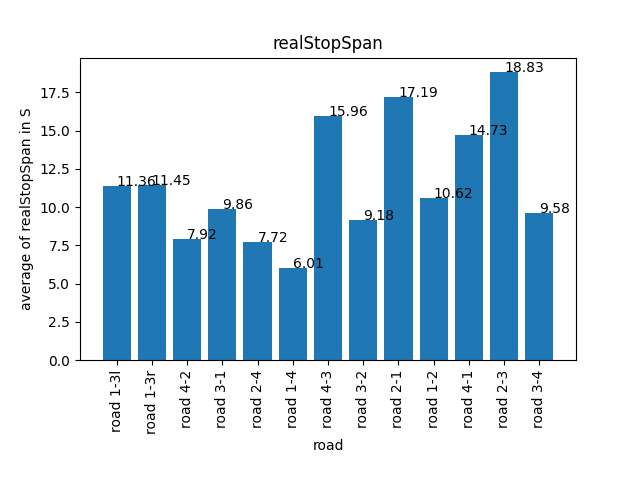 realStopSpan
average of realStopSpan in S
17.5
15.0
12.5
10.0
7.5
5.0
2.5
0.0
11.36
11.45
7.92
9.86
7.72
6.01
15.96
9.18
17.19
10.62
14.73
18.83
9.58
road 1-3l
road 1-3r
road 4-2
road 3-1
road 2-4
road 1-4
road 4-3
road 3-2
road 2-1
road 1-2
road 4-1
road 2-3
road 3-4
road